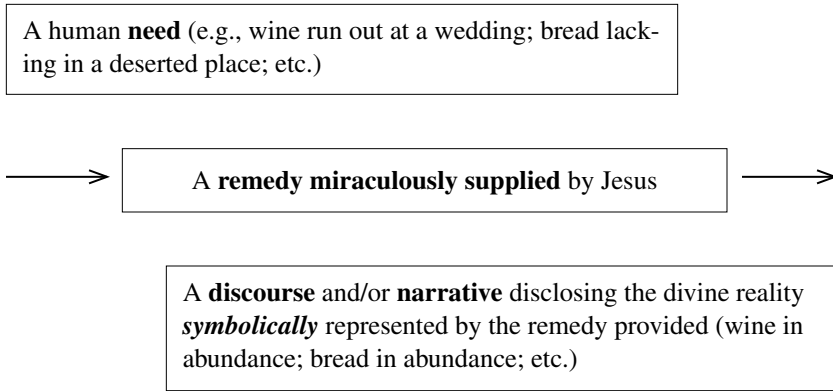 A human need (e.g., wine run out at a wedding; bread lack-
ing in a deserted place; etc.)
A remedy miraculously supplied by Jesus
A discourse and/or narrative disclosing the divine reality
symbolically represented by the remedy provided (wine in
abundance; bread in abundance; etc.)